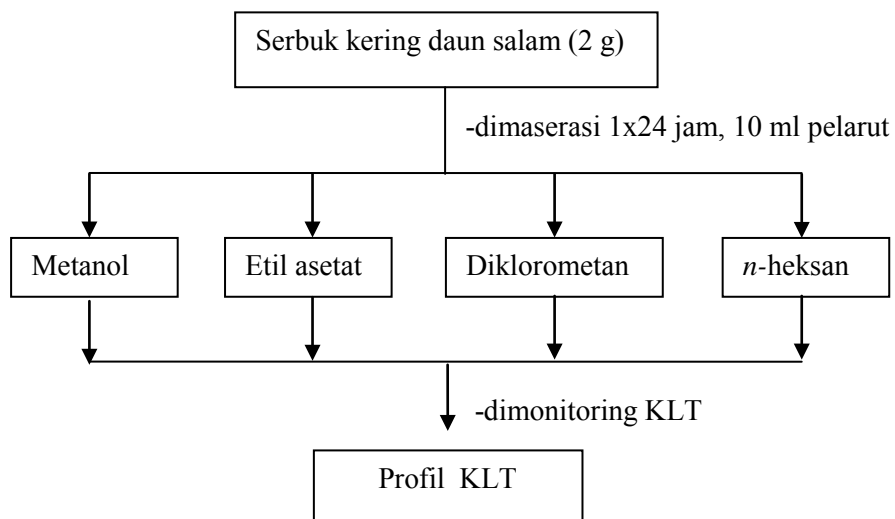 Serbuk kering daun salam (2 g)
-dimaserasi 1x24 jam, 10 ml pelarut
Metanol
Etil asetat
Diklorometan
n-heksan
-dimonitoring KLT
Profil KLT